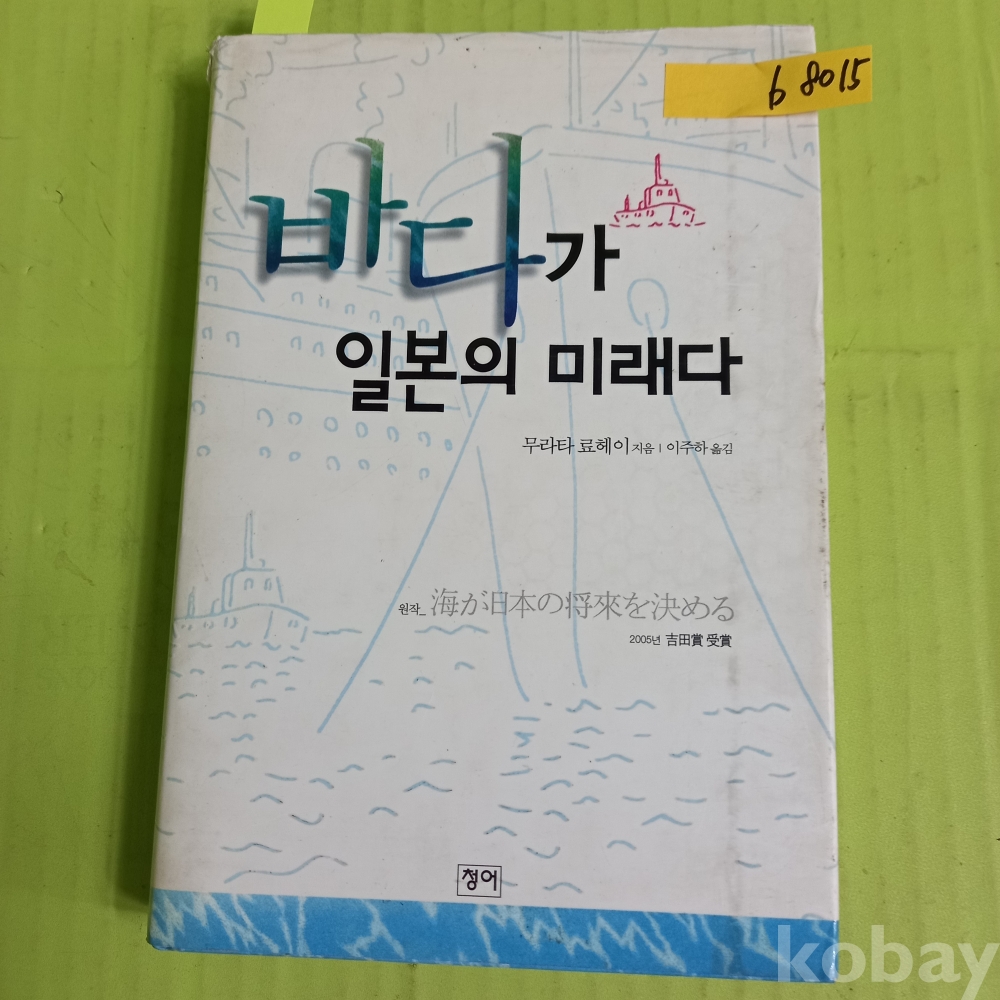 b 8015
바다가
일본의 미래다
무라타 료헤이 지음 | 이주하 옮김
원작_ 海が日本の将來を決める
2005년 吉田賞 受賞
청어
kobay